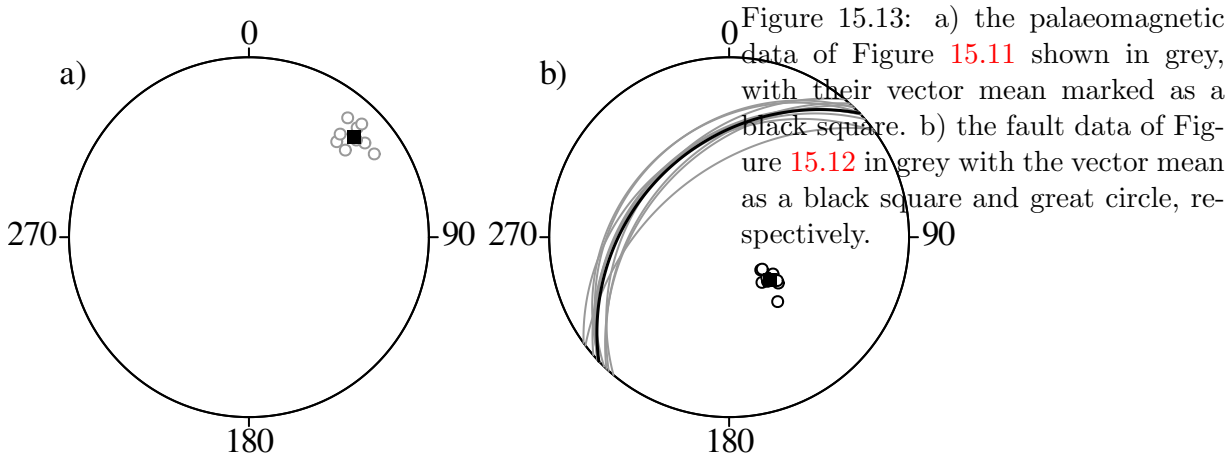 a)
0
270
90
180
b)
0
270
90
180
Figure 15.13: a) the palaeomagnetic
data of Figure 15.11 shown in grey,
with their vector mean marked as a
black square. b) the fault data of Fig-
ure 15.12 in grey with the vector mean
as a black square and great circle, re-
spectively.